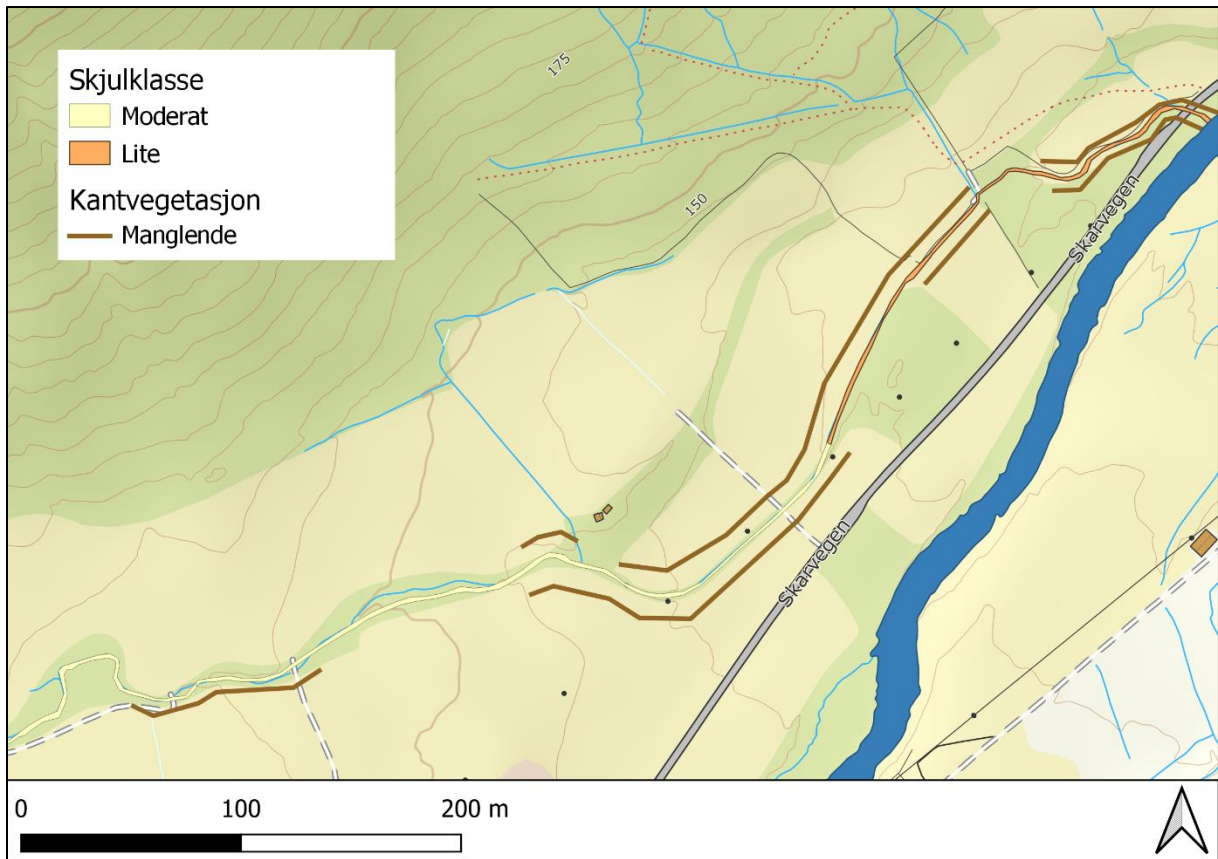 Skjulklasse
Moderat
Lite
Kantvegetasjon
Manglende
175
150
Skarvegen
Skarvegen
0 100 200 m